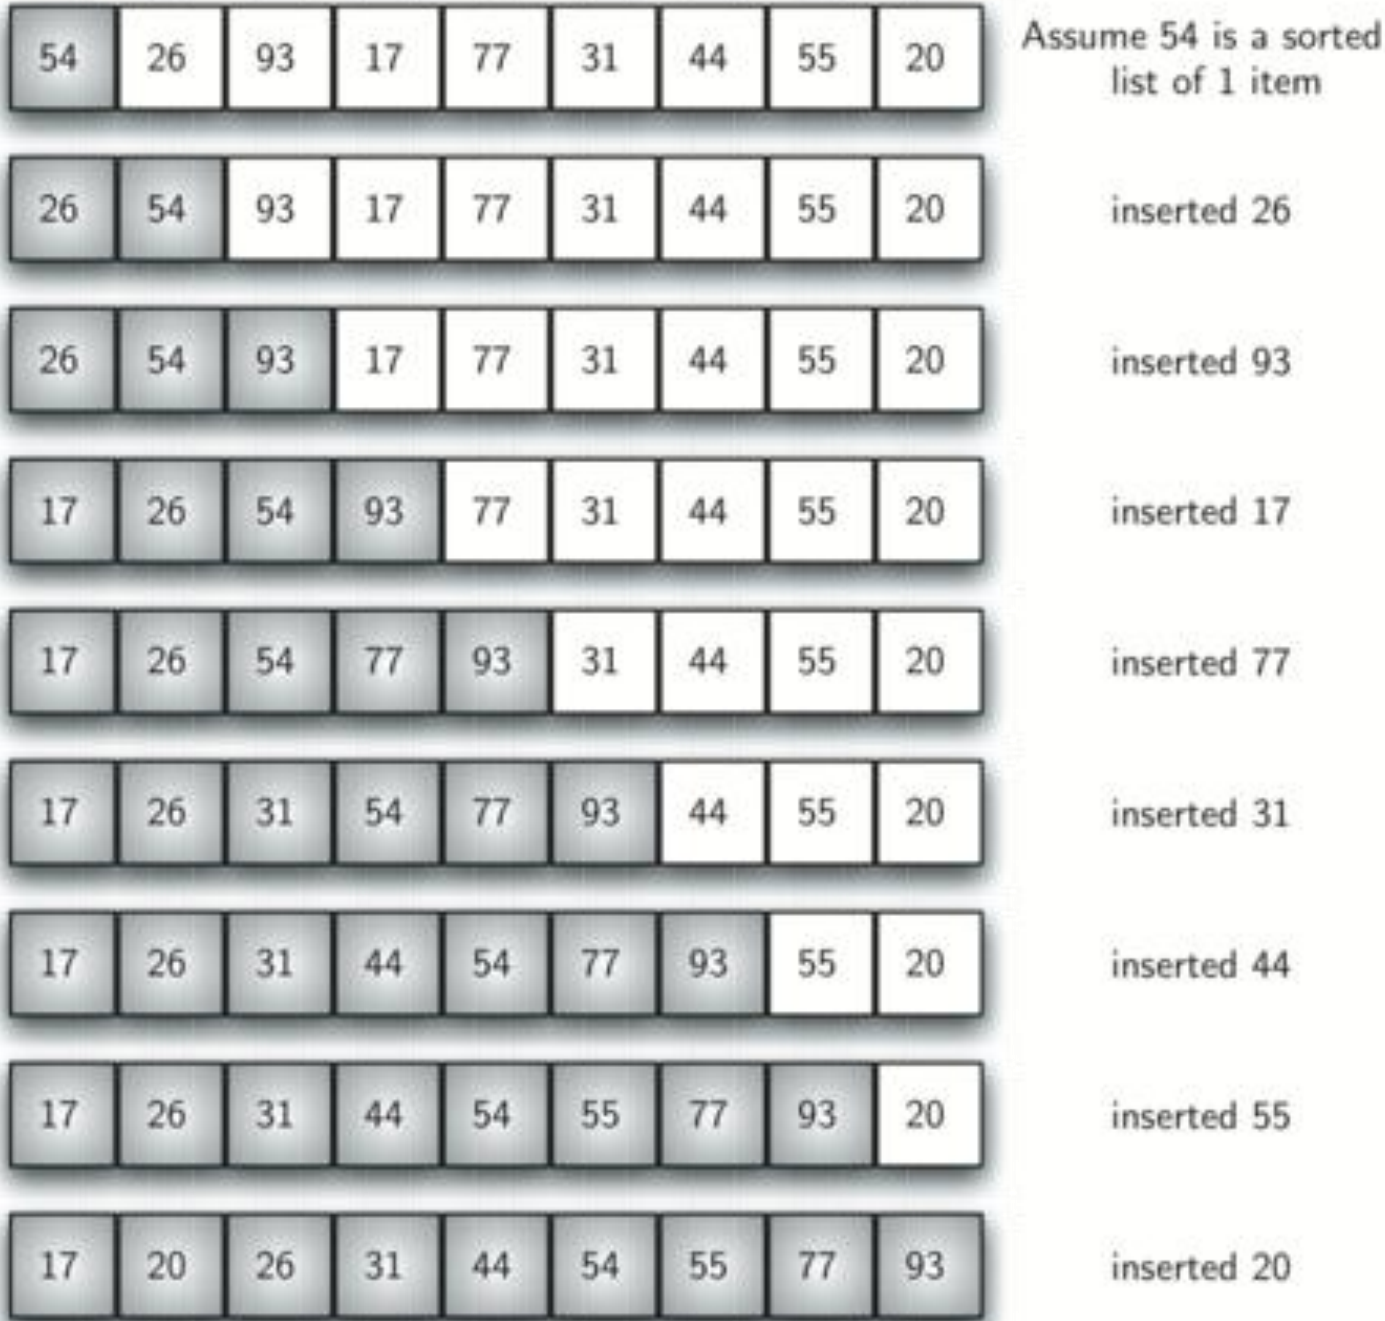 54 26 93 17 77 31 44 55 20 Assume 54 is a sorted
list of 1 item
26 54 93 17 77 31 44 55 20 inserted 26
26 54 93 17 77 31 44 55 20 inserted 93
17 26 54 93 77 31 44 55 20 inserted 17
17 26 54 77 93 31 44 55 20 inserted 77
17 26 31 54 77 93 44 55 20 inserted 31
17 26 31 44 54 77 93 55 20 inserted 44
17 26 31 44 54 55 77 93 20 inserted 55
17 20 26 31 44 54 55 77 93 inserted 20